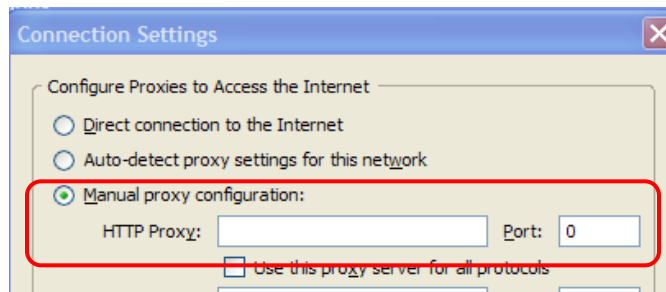 Connection Settings
Configure Proxies to Access the Internet
Direct connection to the Internet
Auto-detect proxy settings for this network
Manual proxy configuration:
HTTP Proxy: Port: 0
Use this proxy server for all protocols